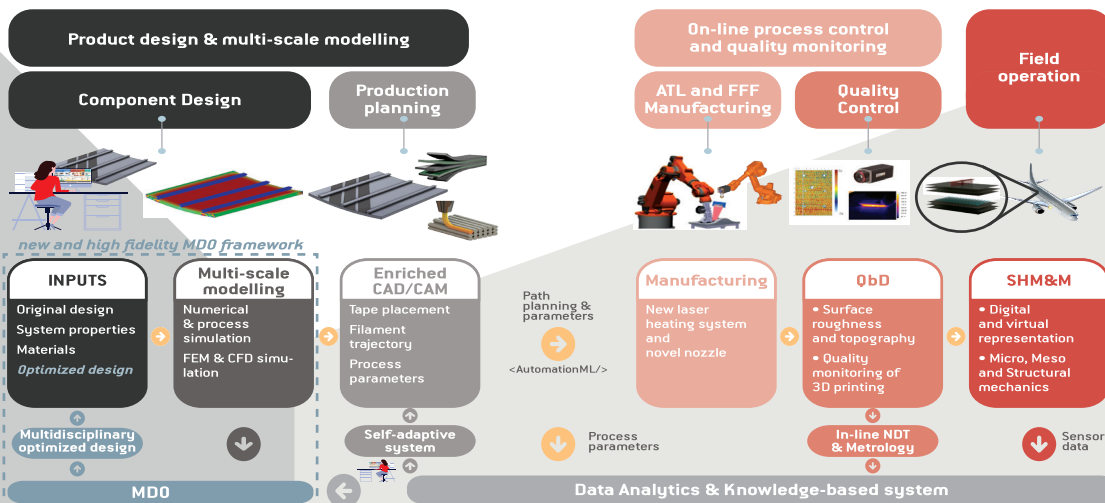 Product design & multi-scale modelling
On-line process control
and quality monitoring
Field
operation
Component Design
Production
planning
ATL and FFF
Manufacturing
Quality
Control
new and high fidelity MDO framework
INPUTS
Original design
System properties
Materials
Optimized design
Multi-scale
modelling
Numerical
& process
simulation
FEM & CFD simu-
lation
Enriched
CAD/CAM
Tape placement
Filament
trajectory
Process
parameters
Path
planning &
parameters
<AutomationML/>
Manufacturing
New laser
heating system
and
novel nozzle
QbD
• Surface
roughness
and topography
• Quality
monitoring of
3D printing
SHM&M
• Digital
and virtual
representation
• Micro, Meso
and Structural
mechanics
Multidisciplinary
optimized design
Self-adaptive
system
Process
parameters
In-line NDT
& Metrology
Sensor
data
MDO
Data Analytics & Knowledge-based system